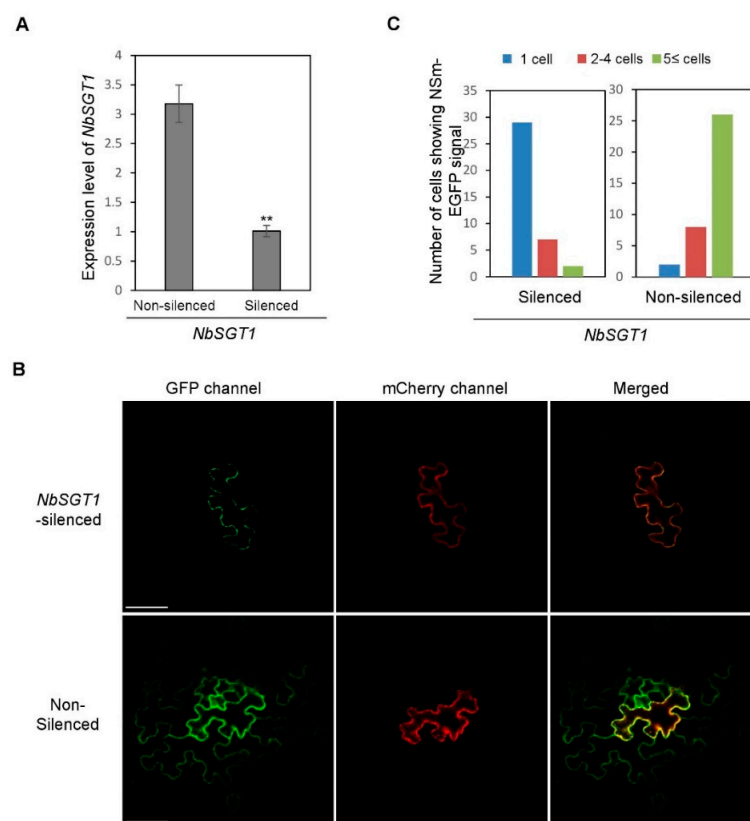 A
Expression level of NbSGT1
4
3.5
3
2.5
2
1.5
1
0.5
0
**
Non-silenced
Silenced
NbSGT1
C
1 cell
2-4 cells
5≤ cells
Number of cells showing NSm-
EGFP signal
35
30
25
20
15
10
5
0
30
25
20
15
10
5
0
Silenced
Non-silenced
NbSGT1
B
GFP channel
mCherry channel
Merged
NbSGT1
-silenced
Non-
Silenced